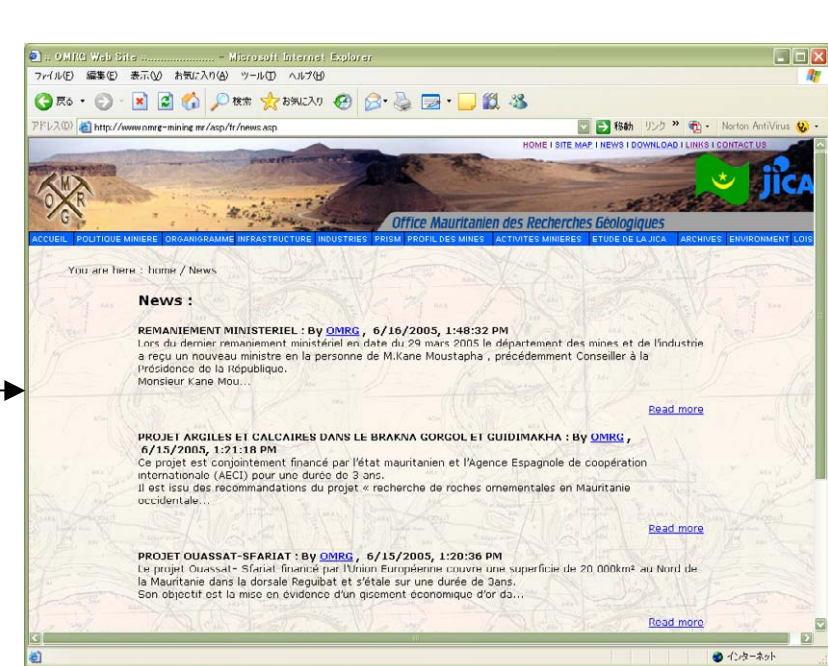 :: OMRG Web Site ::..................... - Microsoft Internet Explorer
ファイル(F) 編集(E) 表示(V) お気に入り(A) ツール(T) ヘルプ(H)
戻る 検索 お気に入り
アドレス(D) http://www.omrg-mining.mr/asp/fr/news.asp 移動 リンク » Norton AntiVirus
HOME I SITE MAP I NEWS I DOWNLOAD I LINKS I CONTACT US
OMRG
jICA
Office Mauritanien des Recherches Géologiques
ACCUEIL POLITIQUE MINIERE ORGANIGRAMME INFRASTRUCTURE INDUSTRIES PRISM PROFIL DES MINES ACTIVITES MINIERES ETUDE DE LA JICA ARCHIVES ENVIRONMENT LOIS
You are here : home / News
News :
REMANIEMENT MINISTERIEL : By OMRG , 6/16/2005, 1:48:32 PM
Lors du dernier remaniement ministériel en date du 29 mars 2005 le département des mines et de l'industrie
a reçu un nouveau ministre en la personne de M.Kane Moustapha , précédemment Conseiller à la
Présidence de la République.
Monsieur Kane Mou...
Read more
PROJET ARGILES ET CALCAIRES DANS LE BRAKNA GORGOL ET GUIDIMAKHA : By OMRG ,
6/15/2005, 1:21:18 PM
Ce projet est conjointement financé par l'état mauritanien et l'Agence Espagnole de coopération
internationale (AECI) pour une durée de 3 ans.
Il est issu des recommandations du projet « recherche de roches ornementales en Mauritanie
occidentale...
Read more
PROJET OUASSAT-SFARIAT : By OMRG , 6/15/2005, 1:20:36 PM
Le projet Ouassat- Sfariat financé par l'Union Européenne couvre une superficie de 20 000km² au Nord de
la Mauritanie dans la dorsale Reguibat et s'étale sur une durée de 3ans.
Son objectif est la mise en évidence d'un gisement économique d'or da...
Read more
インターネット